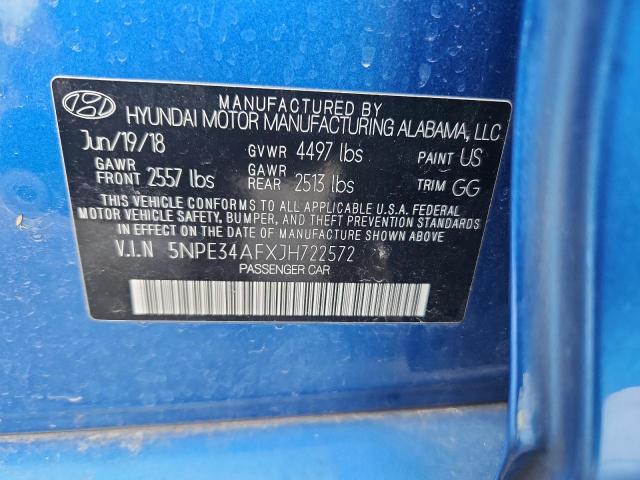 MANUFACTURED BY
HYUNDAI MOTOR MANUFACTURING ALABAMA, LLC
Jun/19/18 GVWR 4497 lbs PAINT US
GAWR FRONT 2557 lbs GAWR REAR 2513 lbs TRIM GG
THIS VEHICLE CONFORMS TO ALL APPLICABLE U.S.A. FEDERAL
MOTOR VEHICLE SAFETY, BUMPER, AND THEFT PREVENTION STANDARDS
IN EFFECT ON THE DATE OF MANUFACTURE SHOWN ABOVE.
V.I.N 5NPE34AFXJH722572
PASSENGER CAR